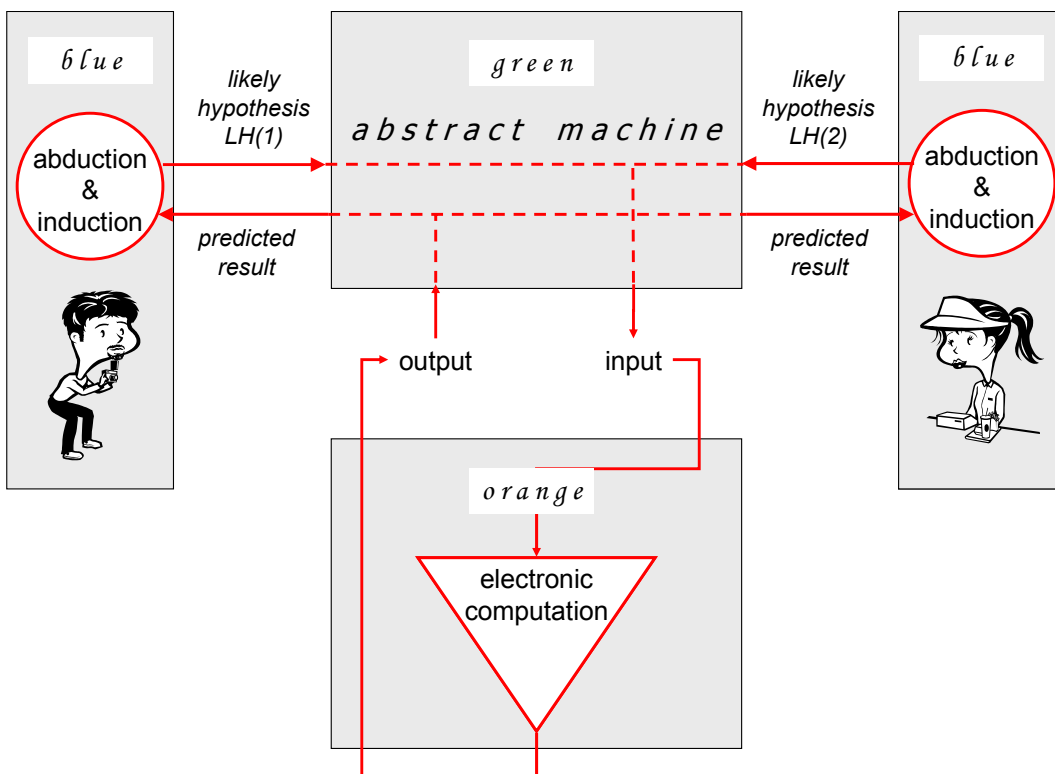 blue
abduction
&
induction
likely
hypothesis
LH(1)
predicted
result
green
abstract machine
likely
hypothesis
LH(2)
predicted
result
blue
abduction
&
induction
output
input
orange
electronic
computation